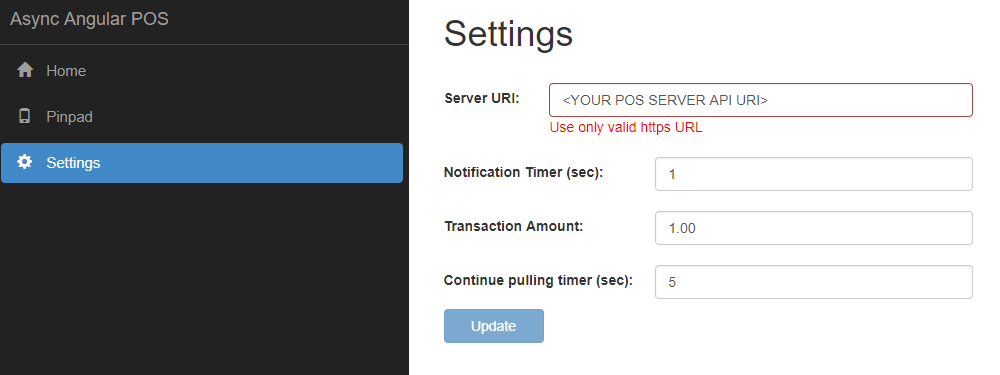 Async Angular POS
Home
Pinpad
Settings
Settings
Server URI: <YOUR POS SERVER API URI>
Use only valid https URL
Notification Timer (sec): 1
Transaction Amount: 1.00
Continue pulling timer (sec): 5
Update